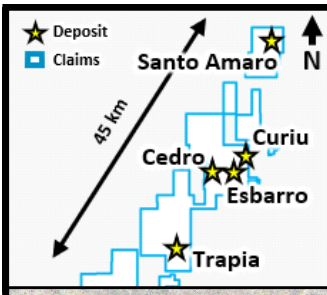 Deposit
Claims
Santo Amaro
N
45 km
Curiu
Cedro
Esbarro
Trapia